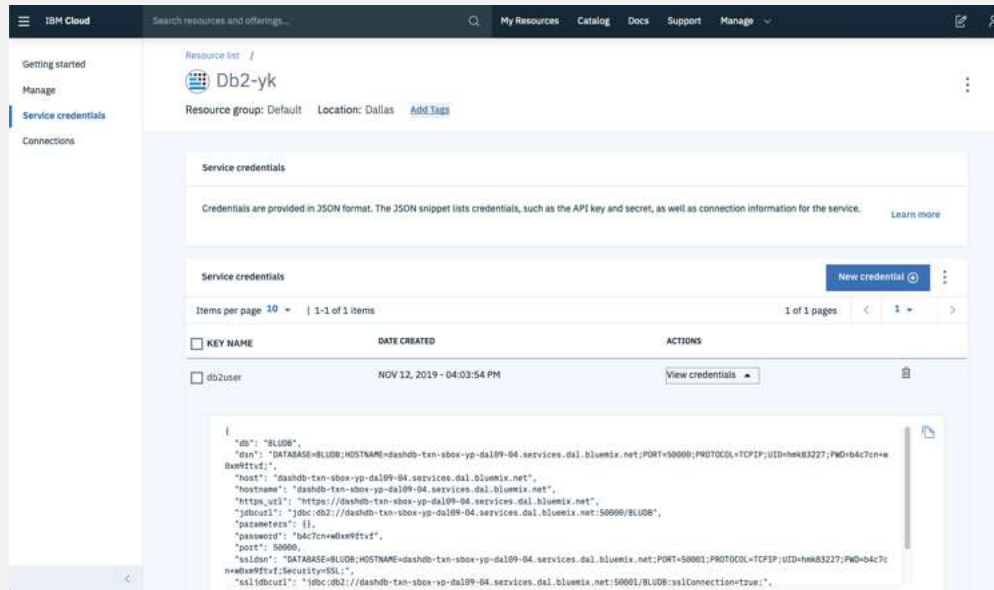 IBM Cloud
Search resources and offerings...
My Resources
Catalog
Docs
Support
Manage
Getting started
Manage
Service credentials
Connections
Resource list /
Db2-yk
Resource group: Default Location: Dallas Add Tags
Service credentials
Credentials are provided in JSON format. The JSON snippet lists credentials, such as the API key and secret, as well as connection information for the service.
Learn more
Service credentials
New credential
Items per page 10 | 1-1 of 1 items
1 of 1 pages < 1 >
KEY NAME DATE CREATED ACTIONS
db2user NOV 12, 2019 - 04:03:54 PM View credentials
{
"db": "BLUDB",
"dsn": "DATABASE=BLUDB;HOSTNAME=dashdb-txn-sbox-yp-dal09-04.services.dal.bluemix.net;PORT=50000;PROTOCOL=TCPIP;UID=hmk83227;PWD=b4c7cn+w
0xm9ftvf;",
"host": "dashdb-txn-sbox-yp-dal09-04.services.dal.bluemix.net",
"hostname": "dashdb-txn-sbox-yp-dal09-04.services.dal.bluemix.net",
"https_url": "https://dashdb-txn-sbox-yp-dal09-04.services.dal.bluemix.net",
"jdbcurl": "jdbc:db2://dashdb-txn-sbox-yp-dal09-04.services.dal.bluemix.net:50000/BLUDB",
"parameters": {},
"password": "b4c7cn+w0xm9ftvf",
"port": 50000,
"ssldsn": "DATABASE=BLUDB;HOSTNAME=dashdb-txn-sbox-yp-dal09-04.services.dal.bluemix.net;PORT=50001;PROTOCOL=TCPIP;UID=hmk83227;PWD=b4c7c
n+w0xm9ftvf;Security=SSL;",
"ssljdbcurl": "jdbc:db2://dashdb-txn-sbox-yp-dal09-04.services.dal.bluemix.net:50001/BLUDB:sslConnection=true;",